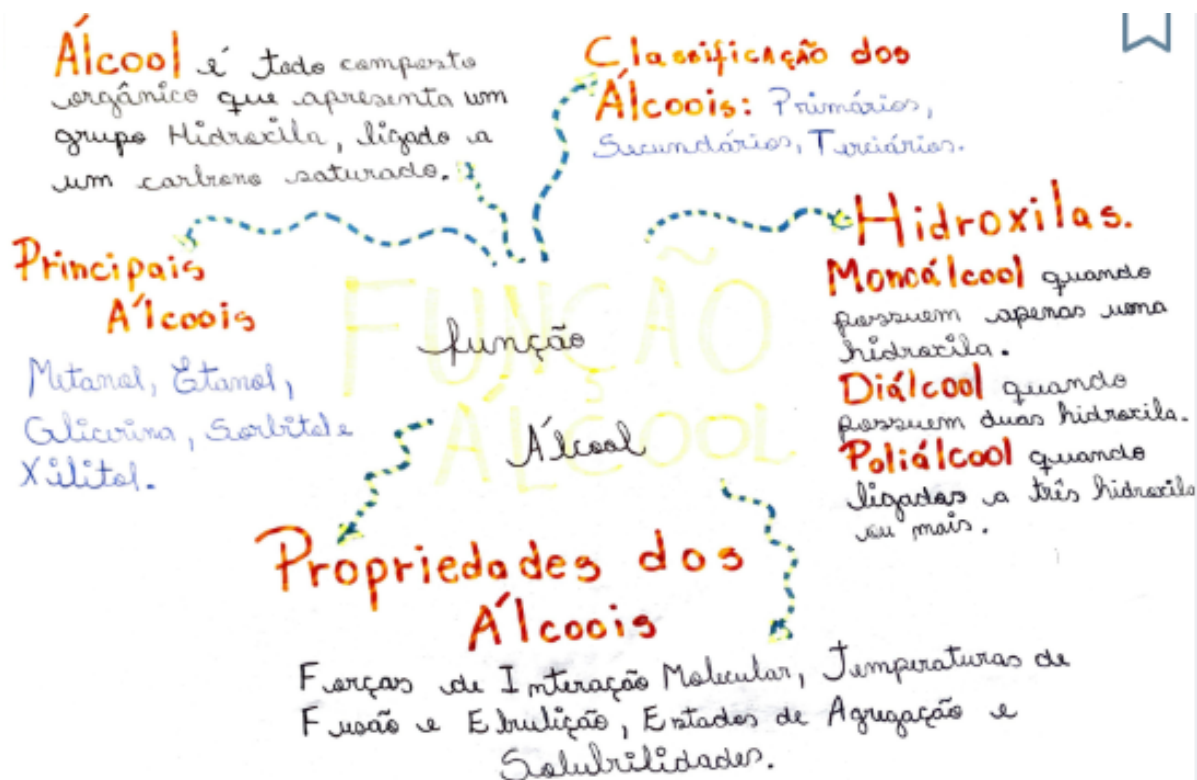 Álcool é todo composto
orgânico que apresenta um
grupo Hidroxila, ligado a
um carbono saturado.
Classificação dos
Álcoois: Primários,
Secundários, Terciários.
Hidroxilas.
Monoálcool quando
possuem apenas uma
hidroxila.
Diálcool quando
possuem duas hidroxila.
Poliálcool quando
ligados a três hidroxila
ou mais.
Principais
Álcoois
Metanol, Etanol,
Glicerina, Sorbitol e
Xilitol.
FUNÇÃO
ÁLCOOL
função
Álcool
Propriedades dos
Álcoois
Forças de Interação Molecular, Temperaturas de
Fusão e Ebulição, Estados de Agregação e
Solubrilidades.